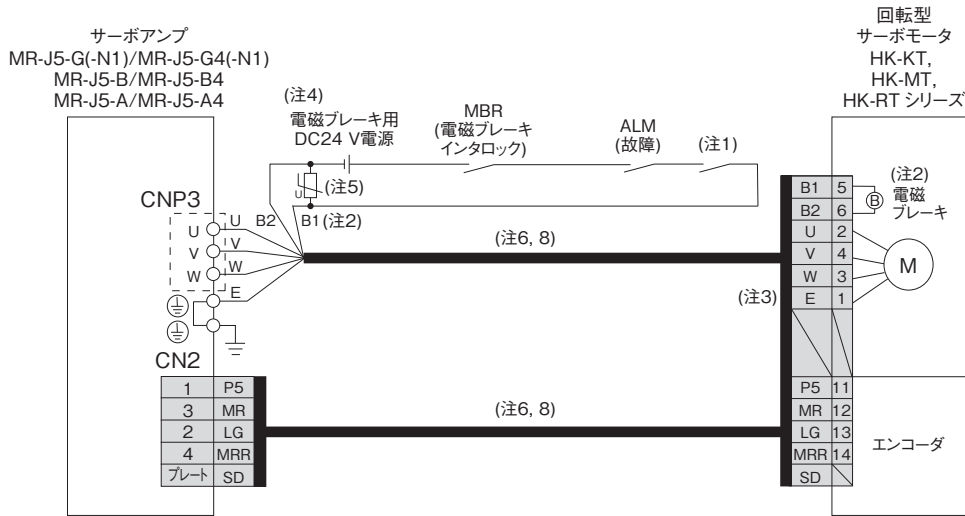 サーボアンプ
MR-J5-G(-N1)/MR-J5-G4(-N1)
MR-J5-B/MR-J5-B4
MR-J5-A/MR-J5-A4
回転型
サーボモータ
HK-KT,
HK-MT,
HK-RT シリーズ
(注4)
電磁ブレーキ用
DC24 V電源
MBR
(電磁ブレーキ
インタロック)
ALM
(故障)
(注1)
U
(注5)
CNP3
B2
B1
(注2)
U
U
V
V
W
W
E
(注6, 8)
(注3)
B1 5
B2 6
U 2
V 4
W 3
E 1
B
(注2)
電磁
ブレーキ
M
CN2
1 P5
3 MR
2 LG
4 MRR
プレート SD
(注6, 8)
P5 11
MR 12
LG 13
MRR 14
SD
エンコーダ